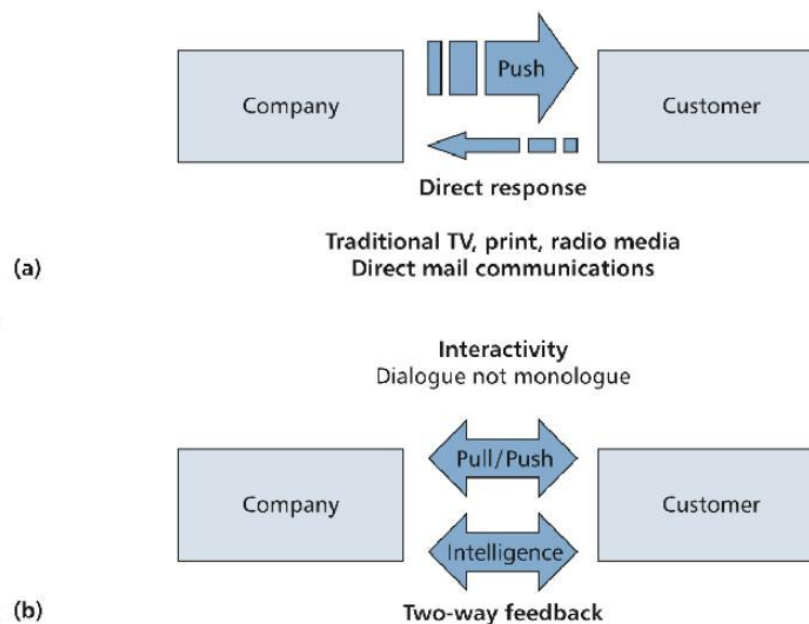 Push
Company
Customer
Direct response
Traditional TV, print, radio media
Direct mail communications
(a)
Interactivity
Dialogue not monologue
Pull/Push
Company
Customer
Intelligence
Two-way feedback
(b)